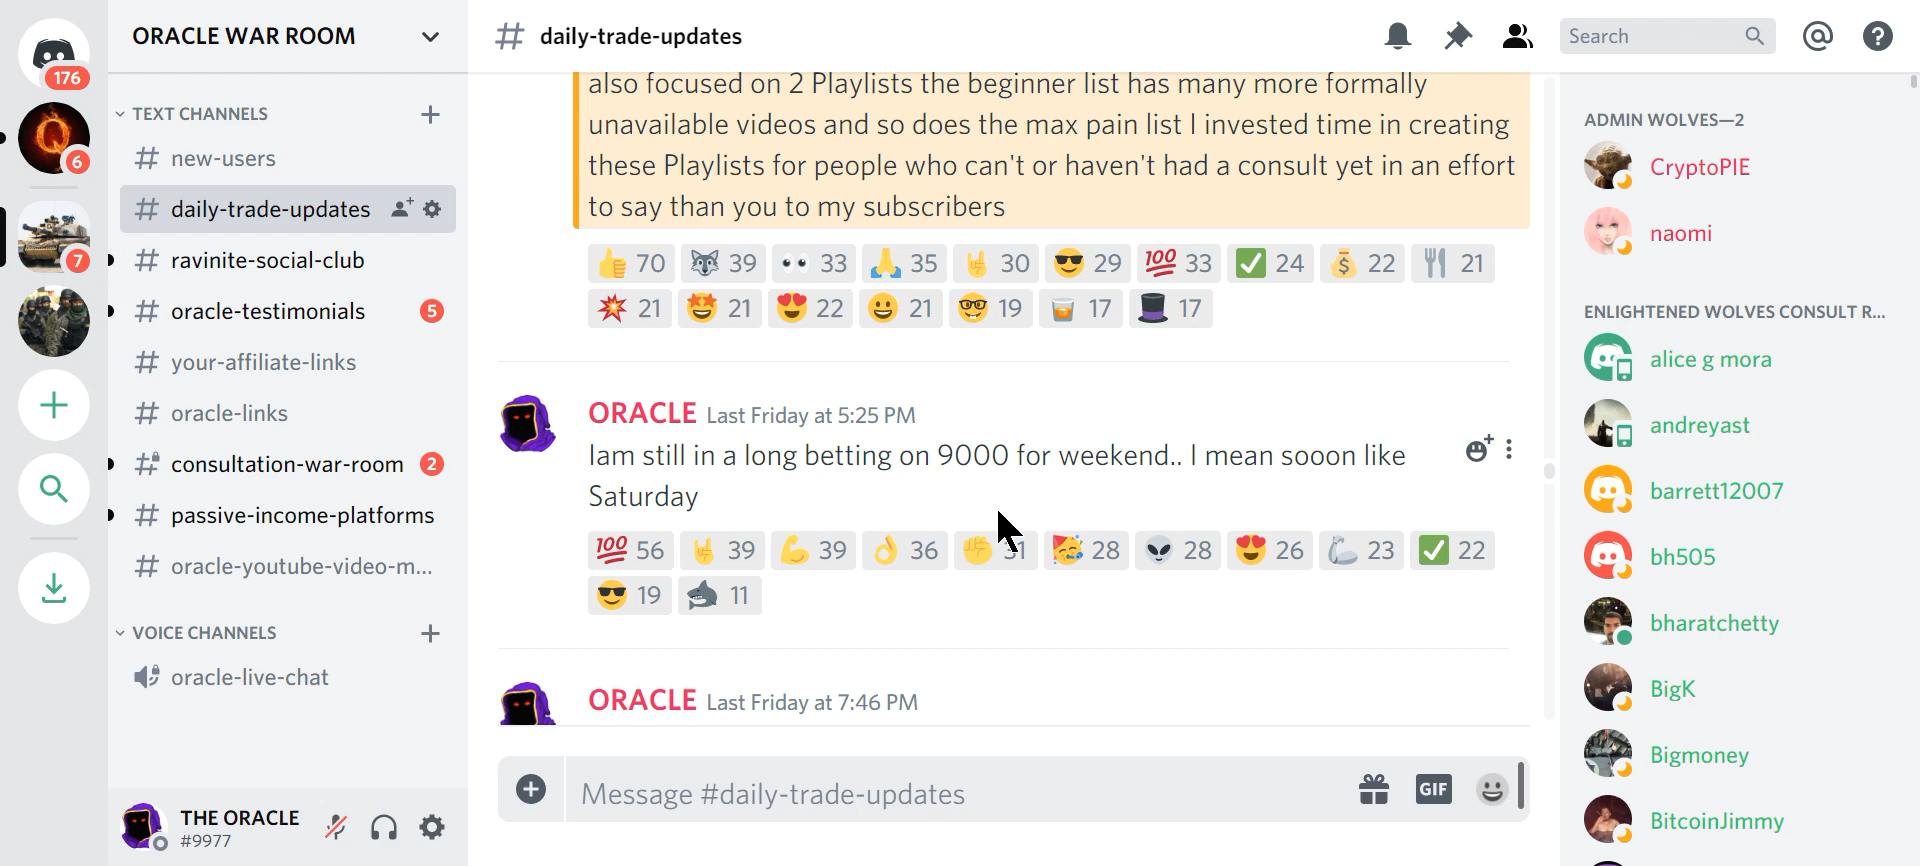 176
6
7
ORACLE WAR ROOM
TEXT CHANNELS
new-users
daily-trade-updates
ravinite-social-club
oracle-testimonials 5
your-affiliate-links
oracle-links
consultation-war-room 2
passive-income-platforms
oracle-youtube-video-m...
VOICE CHANNELS
oracle-live-chat
THE ORACLE
#9977
# daily-trade-updates
Search
also focused on 2 Playlists the beginner list has many more formally
unavailable videos and so does the max pain list I invested time in creating
these Playlists for people who can't or haven't had a consult yet in an effort
to say than you to my subscribers
70 39 33 35 30 29 100 33 24 22 21
21 21 22 21 19 17 17
ORACLE Last Friday at 5:25 PM
Iam still in a long betting on 9000 for weekend.. I mean sooon like
Saturday
100 56 39 39 36 31 28 28 26 23 22
19 11
ORACLE Last Friday at 7:46 PM
Message #daily-trade-updates
GIF
ADMIN WOLVES—2
CryptoPIE
naomi
ENLIGHTENED WOLVES CONSULT R...
alice g mora
andreyast
barrett12007
bh505
bharatchetty
BigK
Bigmoney
BitcoinJimmy